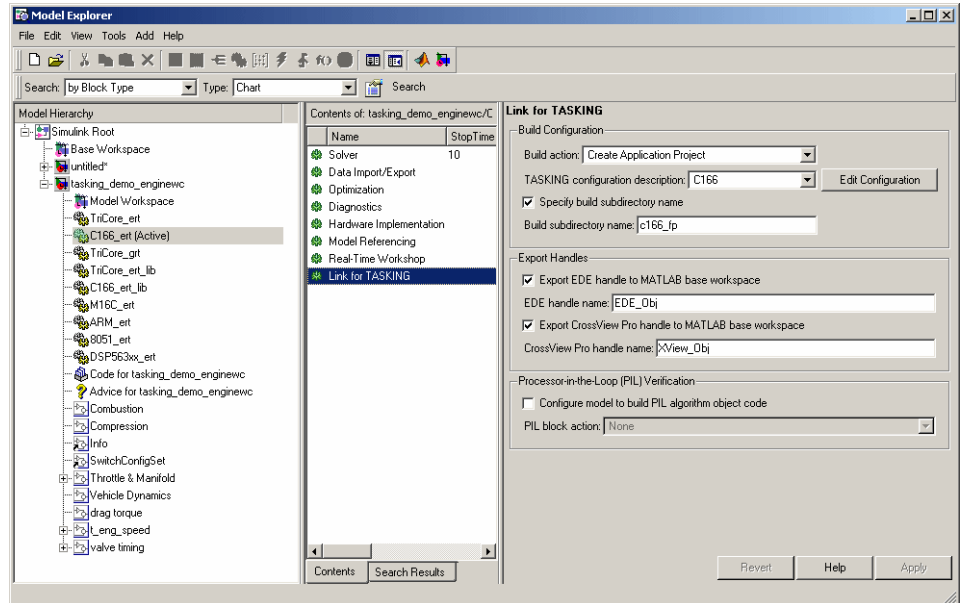 Model Explorer
File Edit View Tools Add Help
Search: by Block Type Type: Chart Search
Model Hierarchy
Simulink Root
Base Workspace
untitled*
tasking_demo_enginewc
Model Workspace
TriCore_ert
C166_ert (Active)
TriCore_grt
TriCore_ert_lib
C166_ert_lib
M16C_ert
ARM_ert
8051_ert
DSP563xx_ert
Code for tasking_demo_enginewc
Advice for tasking_demo_enginewc
Combustion
Compression
Info
SwitchConfigSet
Throttle & Manifold
Vehicle Dynamics
drag torque
t_eng_speed
valve timing
Contents of: tasking_demo_enginewc/C
Name StopTime
Solver 10
Data Import/Export
Optimization
Diagnostics
Hardware Implementation
Model Referencing
Real-Time Workshop
Link for TASKING
Contents Search Results
Link for TASKING
Build Configuration
Build action: Create Application Project
TASKING configuration description: C166 Edit Configuration
Specify build subdirectory name
Build subdirectory name: c166_fp
Export Handles
Export EDE handle to MATLAB base workspace
EDE handle name: EDE_Obj
Export CrossView Pro handle to MATLAB base workspace
CrossView Pro handle name: XView_Obj
Processor-in-the-Loop (PIL) Verification
Configure model to build PIL algorithm object code
PIL block action: None
Revert Help Apply